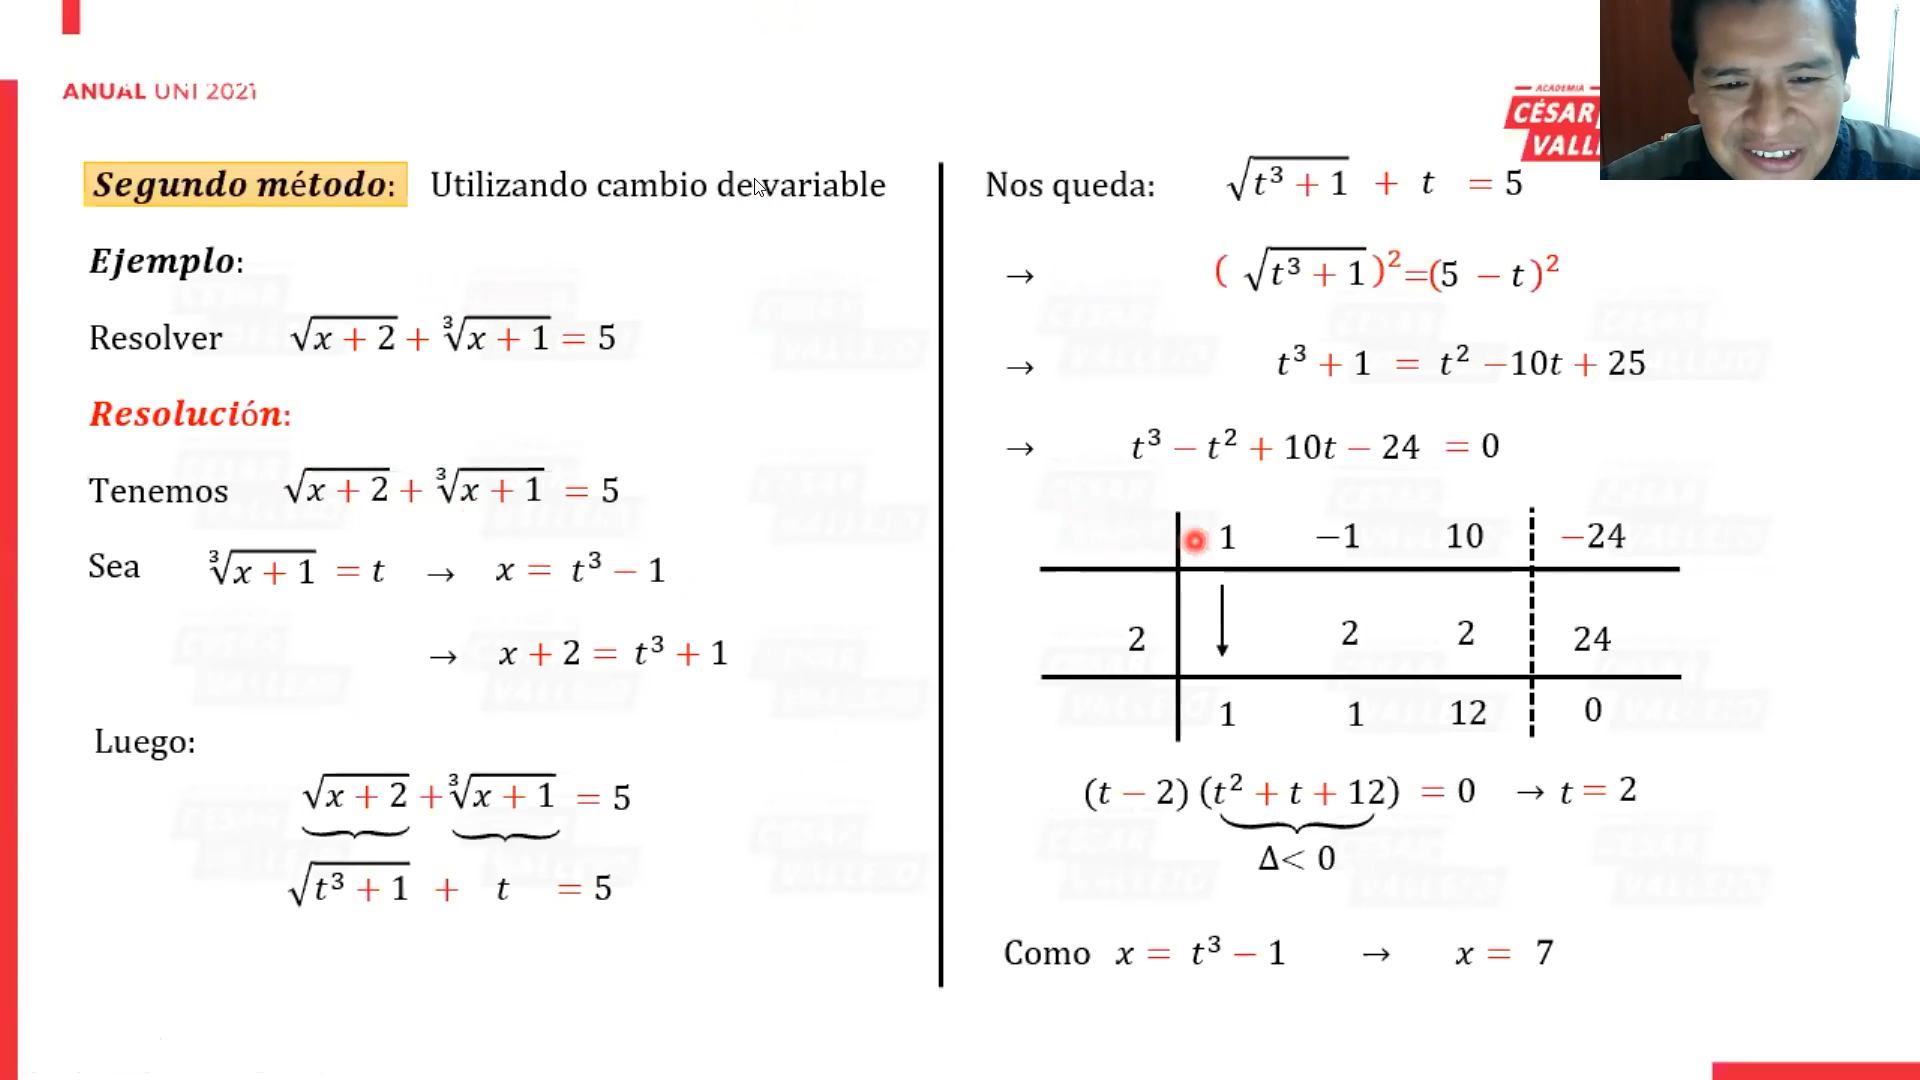 ANUAL UNI 2021
ACADEMIA
CÉSAR
VALL
Segundo método: Utilizando cambio de variable
Ejemplo:
Resolver √(x + 2) + ∛(x + 1) = 5
Resolución:
Tenemos √(x + 2) + ∛(x + 1) = 5
Sea ∛(x + 1) = t → x = t³ − 1
→ x + 2 = t³ + 1
Luego:
√(x + 2) + ∛(x + 1) = 5
√(t³ + 1) + t = 5
Nos queda: √(t³ + 1) + t = 5
→ (√(t³ + 1))² = (5 − t)²
→ t³ + 1 = t² − 10t + 25
→ t³ − t² + 10t − 24 = 0
1 −1 10 −24
2 ↓ 2 2 24
1 1 12 0
(t − 2)(t² + t + 12) = 0 → t = 2
Δ < 0
Como x = t³ − 1 → x = 7